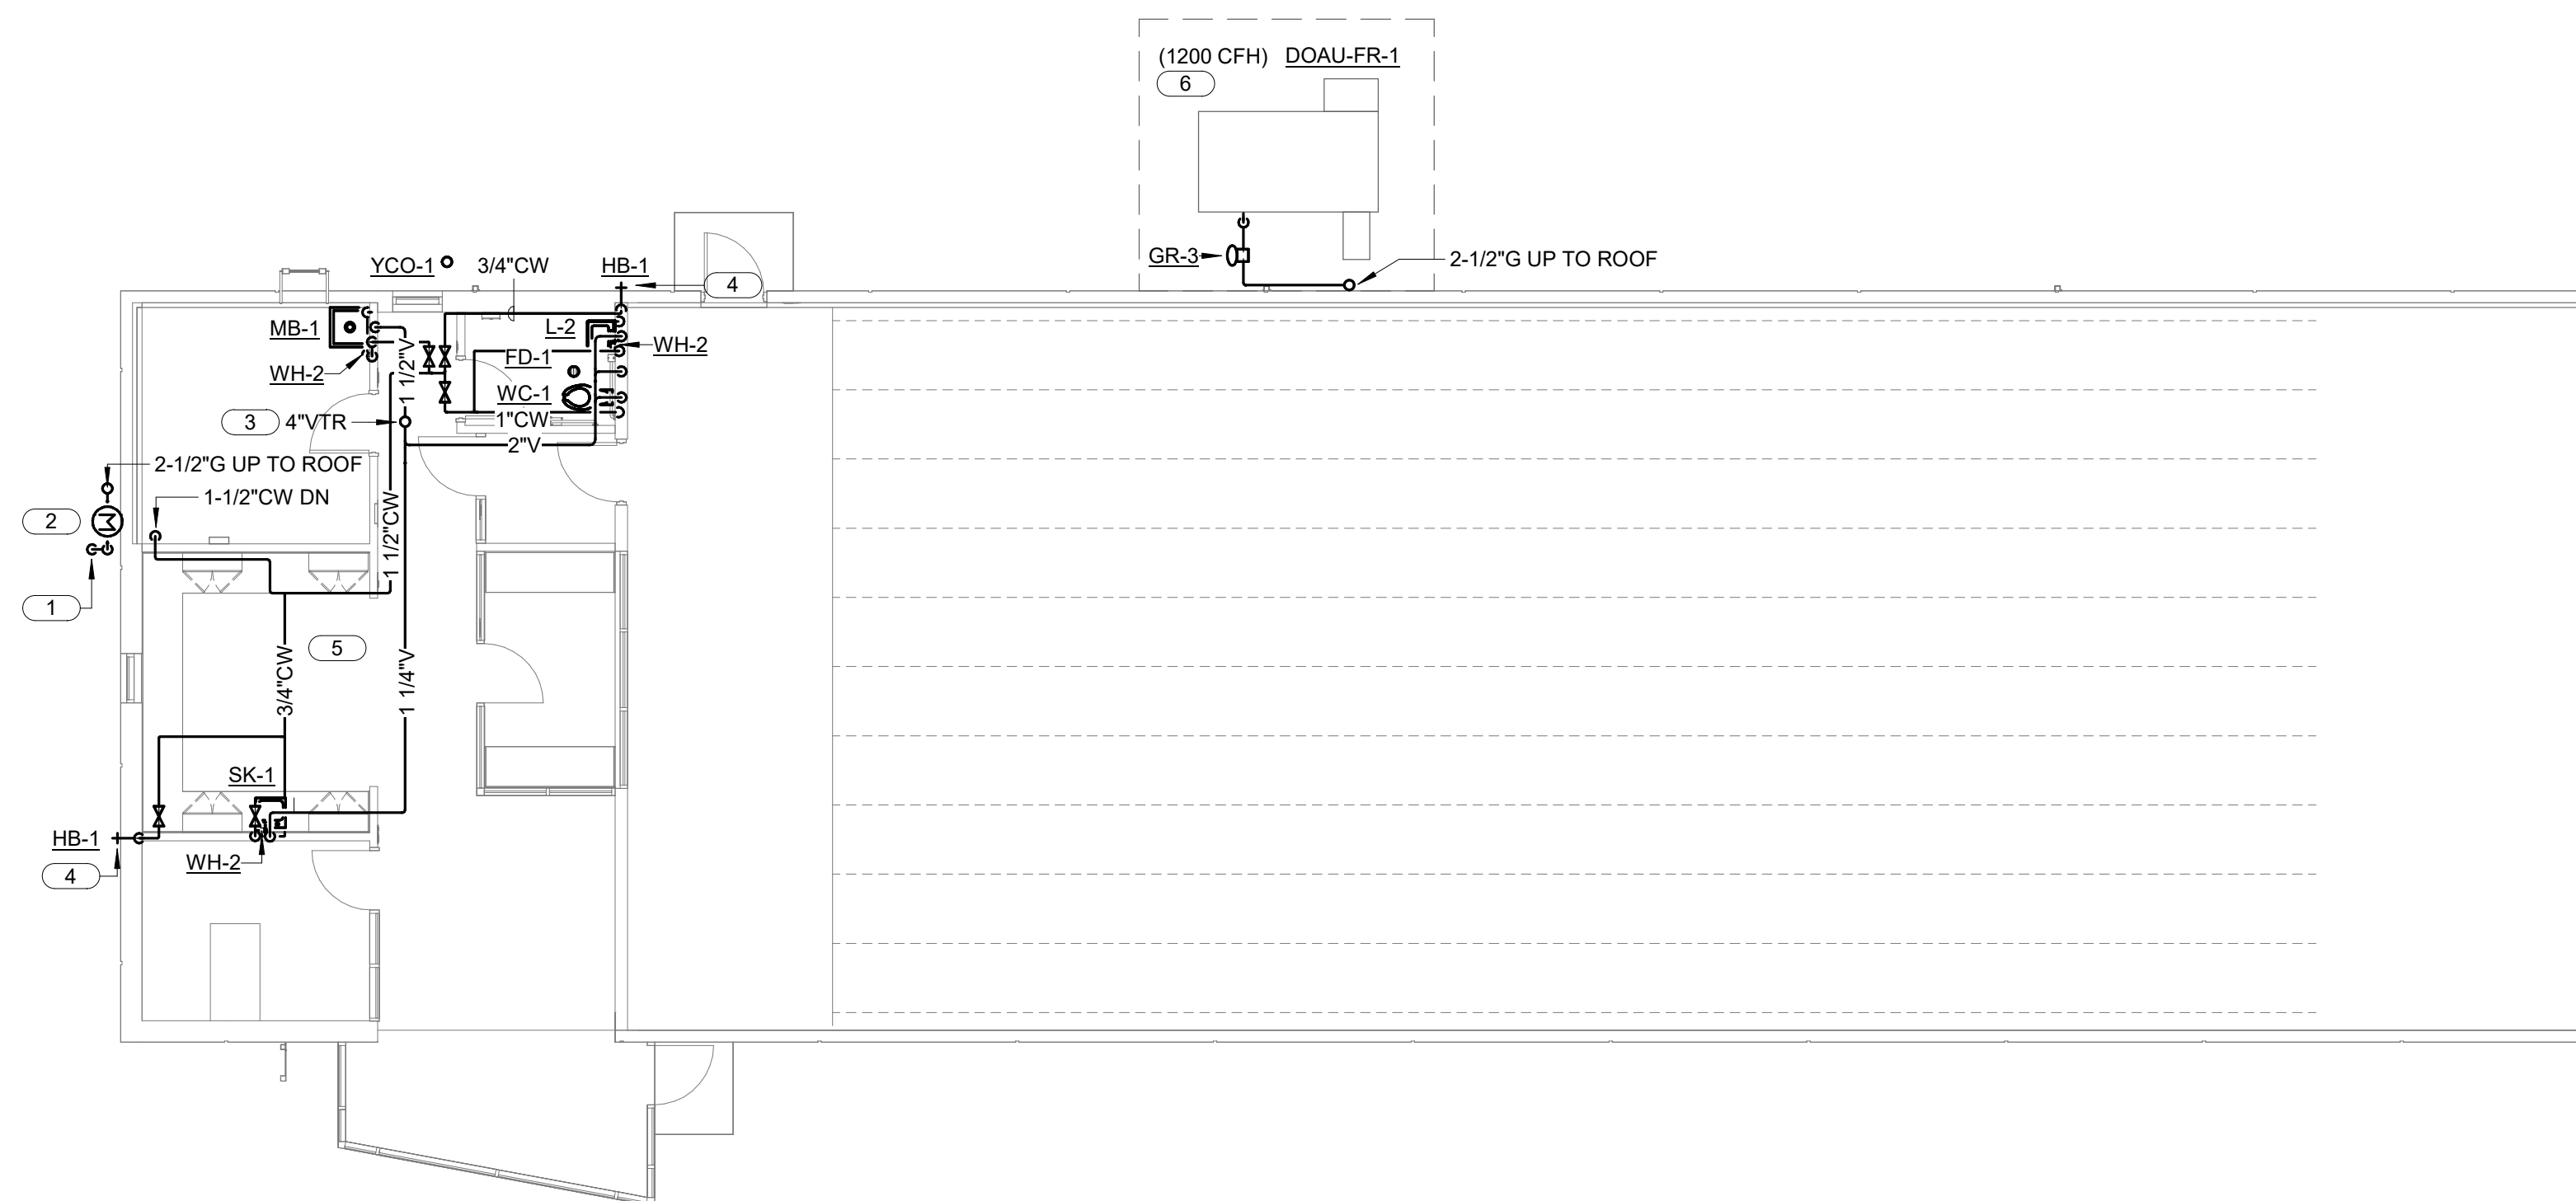 (1200 CFH) DOAU-FR-1
6
GR-3
2-1/2"G UP TO ROOF
YCO-1
3/4"CW
HB-1
4
MB-1
L-2
WH-2
FD-1
WH-2
1 1/2"V
WC-1
1"CW
3
4"VTR
2"V
2-1/2"G UP TO ROOF
1-1/2"CW DN
2
M
1 1/2"CW
1
5
3/4"CW
1 1/4"V
SK-1
HB-1
WH-2
4